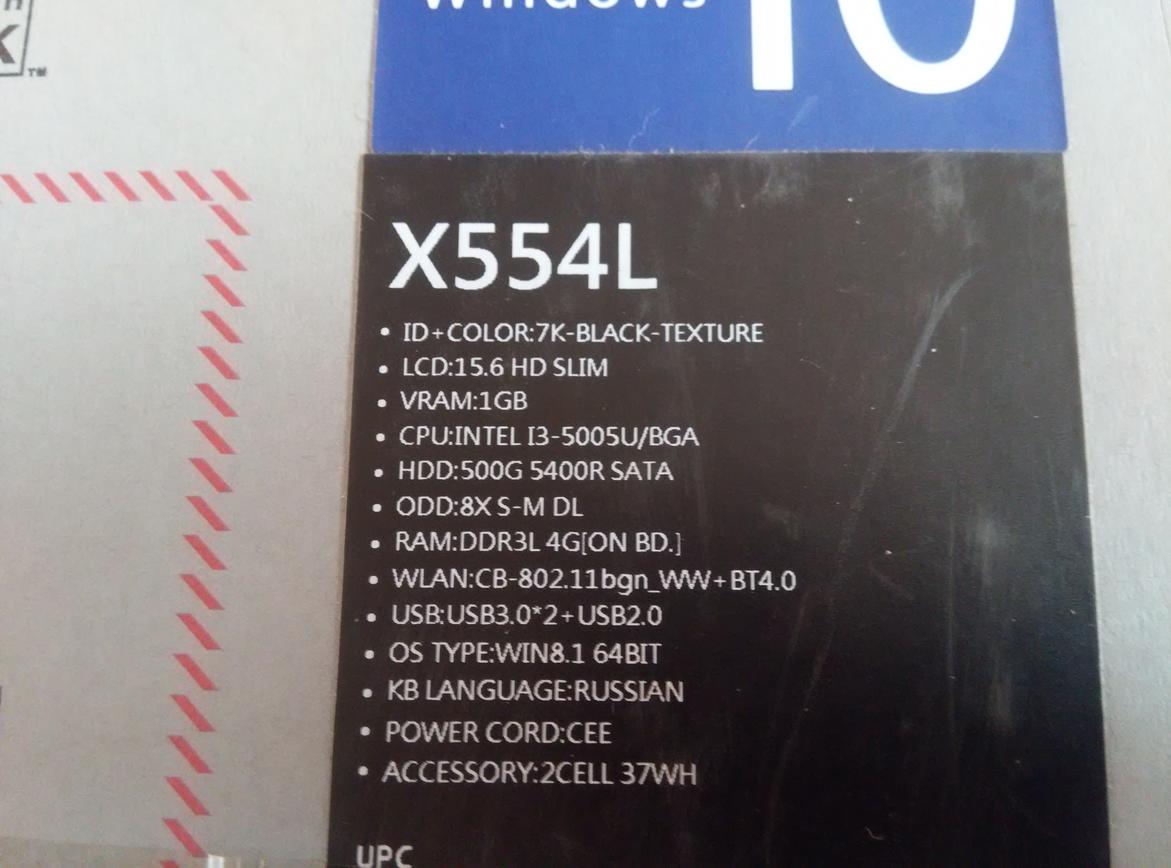 Windows 10
K™
X554L
• ID+COLOR:7K-BLACK-TEXTURE
• LCD:15.6 HD SLIM
• VRAM:1GB
• CPU:INTEL I3-5005U/BGA
• HDD:500G 5400R SATA
• ODD:8X S-M DL
• RAM:DDR3L 4G[ON BD.]
• WLAN:CB-802.11bgn_WW+BT4.0
• USB:USB3.0*2+USB2.0
• OS TYPE:WIN8.1 64BIT
• KB LANGUAGE:RUSSIAN
• POWER CORD:CEE
• ACCESSORY:2CELL 37WH
UPC